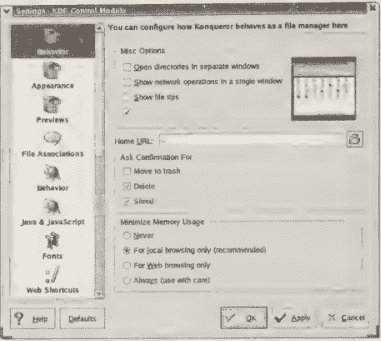 Settings - KDE Control Module
You can configure how Konqueror behaves as a file manager here
Behavior
Appearance
Previews
File Associations
Behavior
Java & JavaScript
Fonts
Web Shortcuts
Misc Options
Open directories in separate windows
Show network operations in a single window
Show file tips
Home URL: ~
Ask Confirmation For
Move to trash
Delete
Shred
Minimize Memory Usage
Never
For local browsing only (recommended)
For Web browsing only
Always (use with care)
Help
Defaults
OK
Apply
Cancel